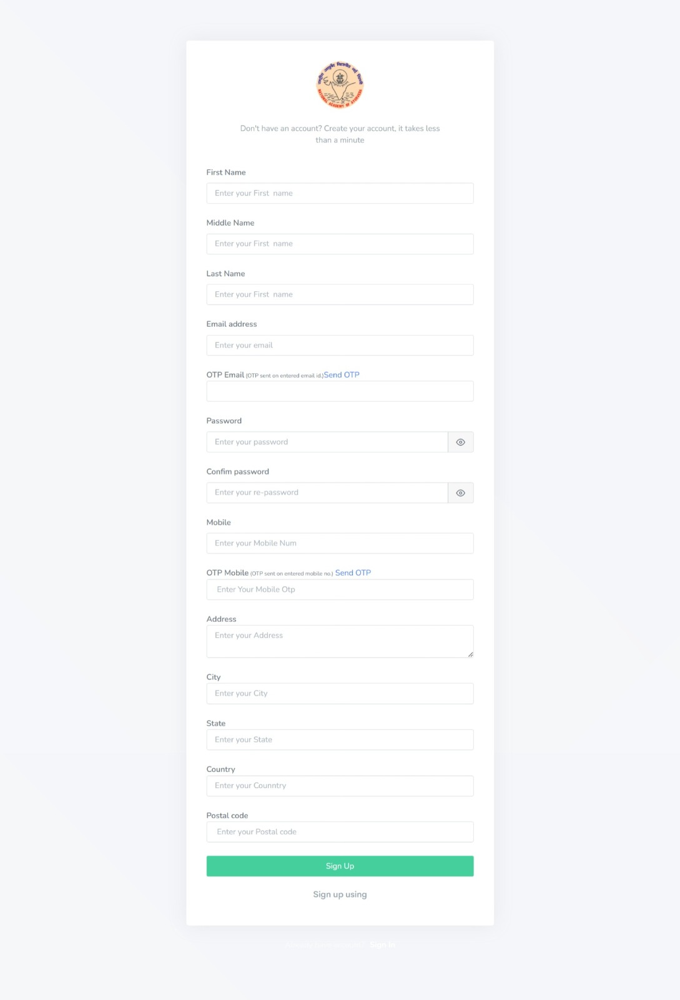 राष्ट्रीय आयुर्वेद विद्यापीठ नई दिल्ली
NATIONAL ACADEMY OF AYURVEDA
Don't have an account? Create your account, it takes less
than a minute
First Name
Enter your First  name
Middle Name
Enter your First  name
Last Name
Enter your First  name
Email address
Enter your email
OTP Email (OTP sent on entered email id.)Send OTP
Password
Enter your password
Confim password
Enter your re-password
Mobile
Enter your Mobile Num
OTP Mobile (OTP sent on entered mobile no.) Send OTP
Enter Your Mobile Otp
Address
Enter your Address
City
Enter your City
State
Enter your State
Country
Enter your Counntry
Postal code
Enter your Postal code
Sign Up
Sign up using
Sign In